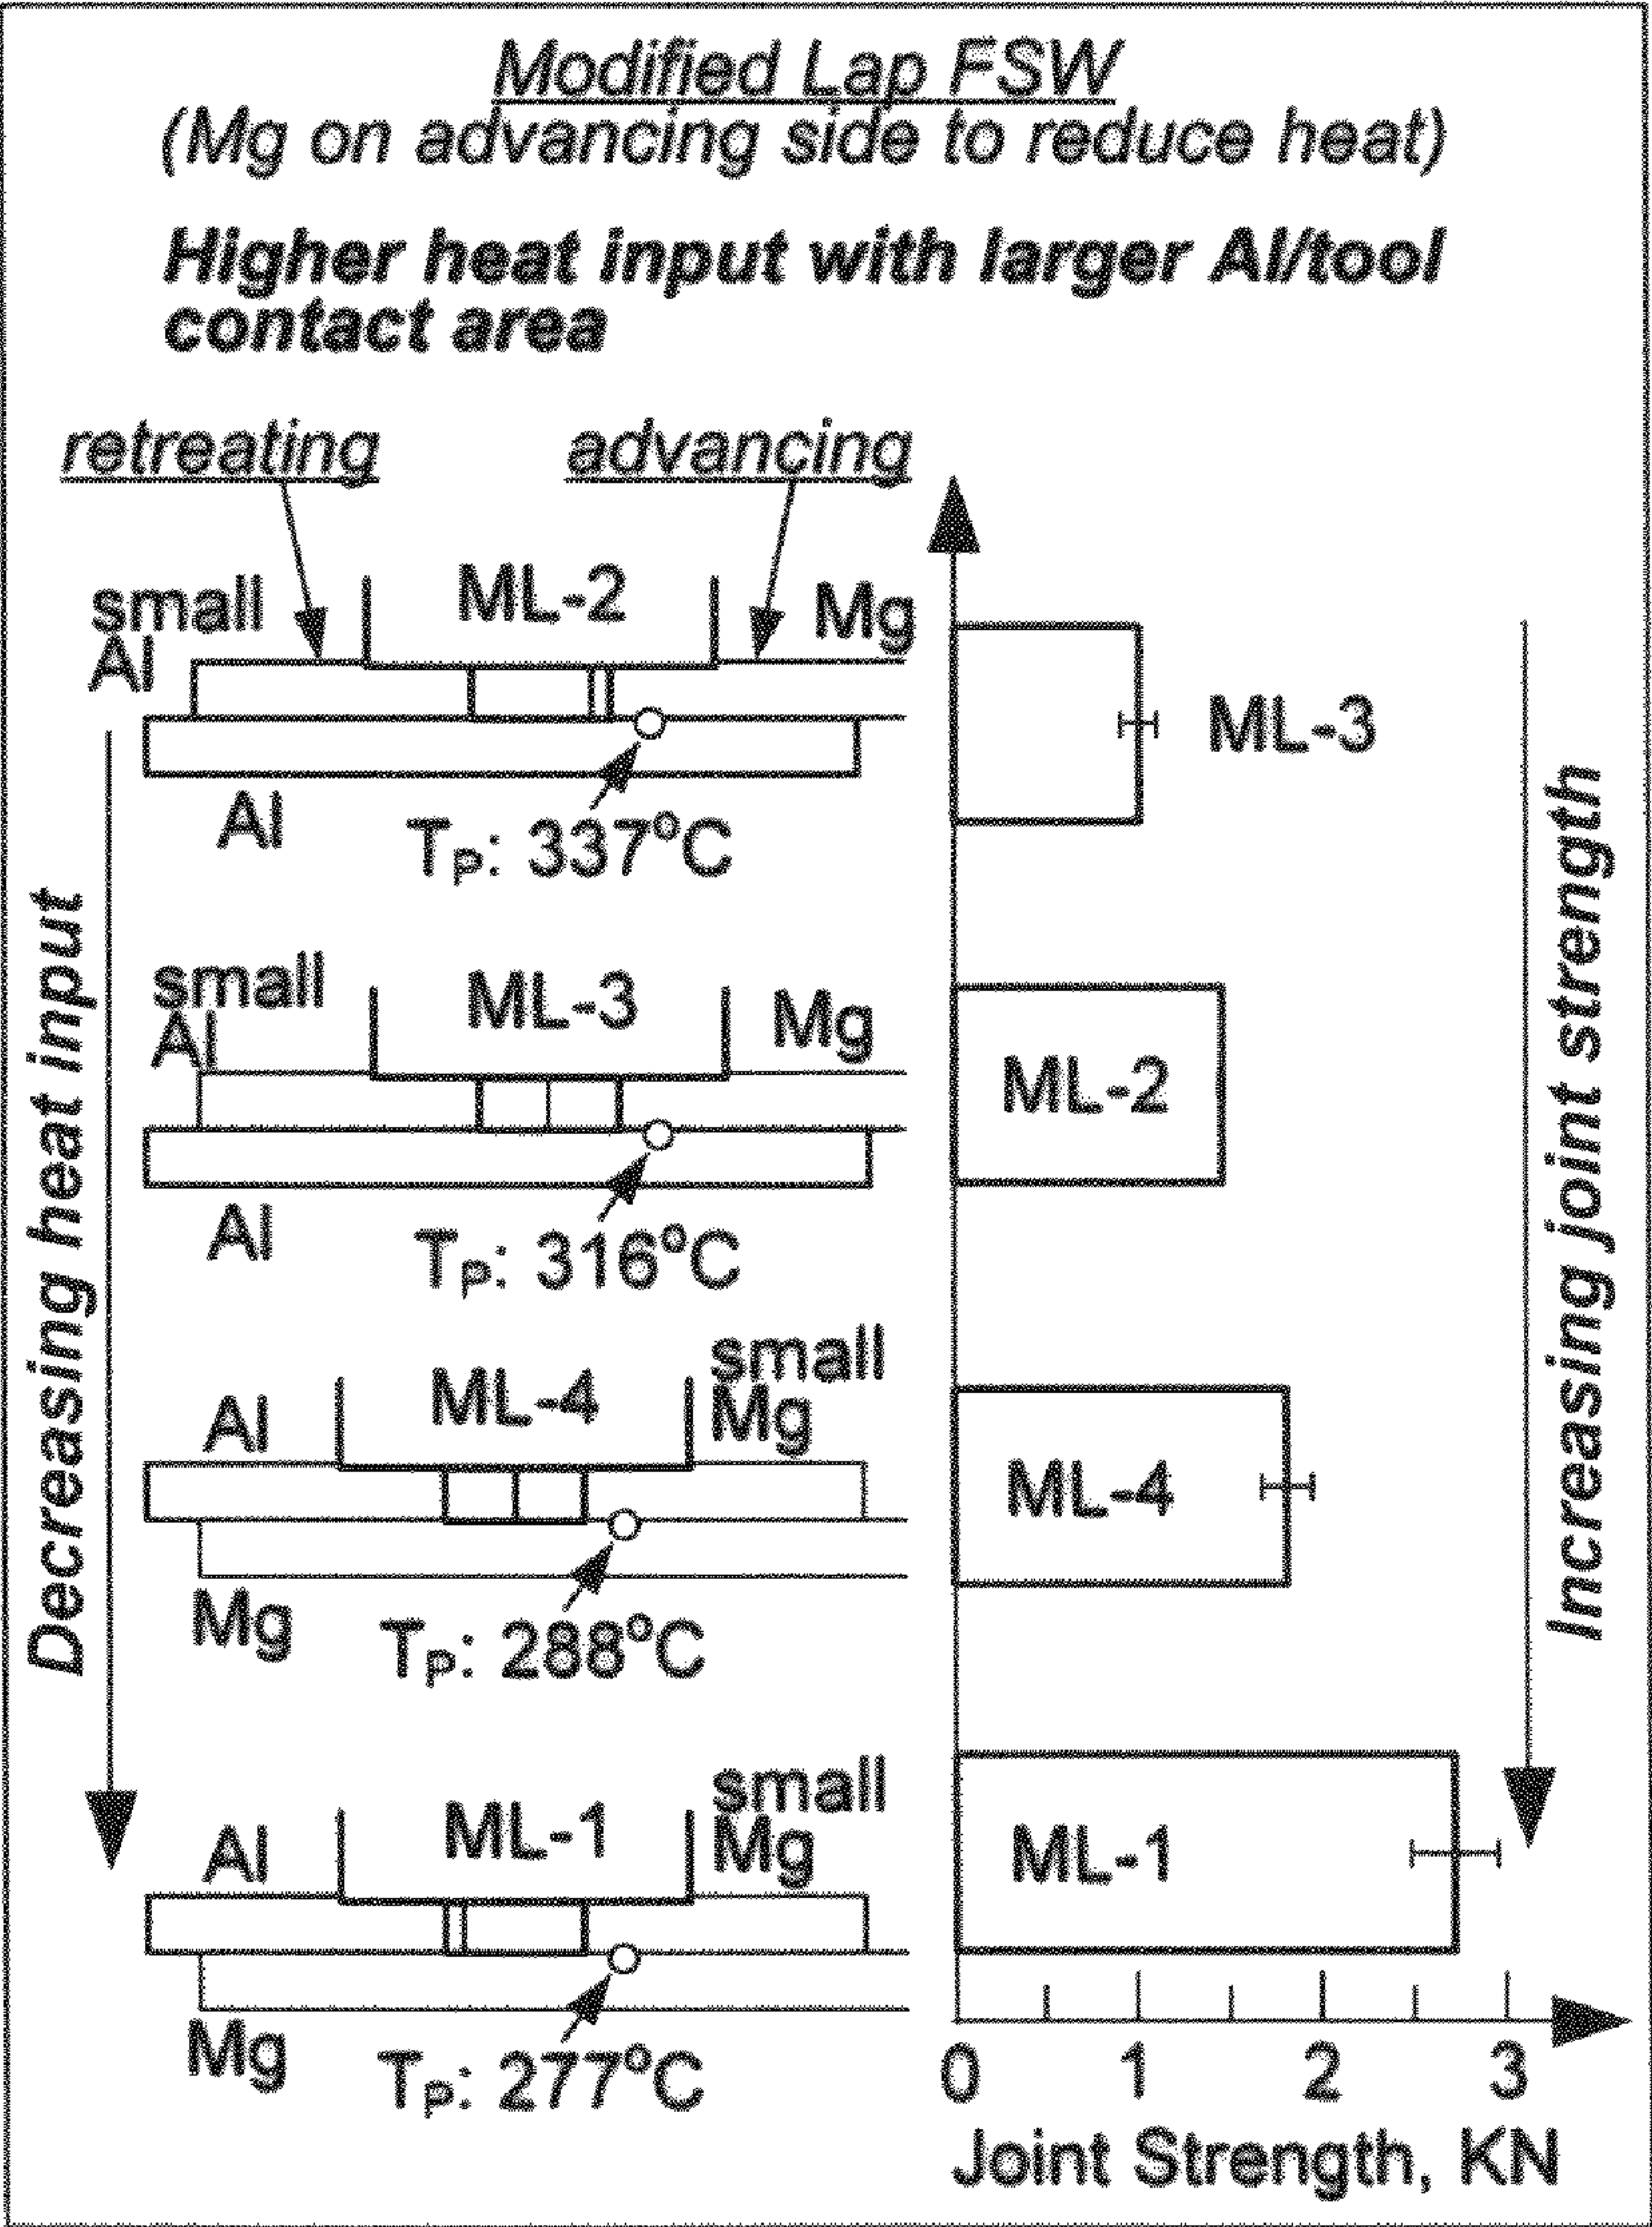 Modified Lap FSW
(Mg on advancing side to reduce heat)
Higher heat input with larger Al/tool
contact area
retreating
advancing
small
Al
ML-2
Mg
Al
TP: 337°C
ML-3
small
Al
ML-3
Mg
Al
TP: 316°C
ML-2
Al
ML-4
small
Mg
Mg
TP: 288°C
ML-4
Al
ML-1
small
Mg
Mg
TP: 277°C
ML-1
Decreasing heat input
Increasing joint strength
0 1 2 3
Joint Strength, KN